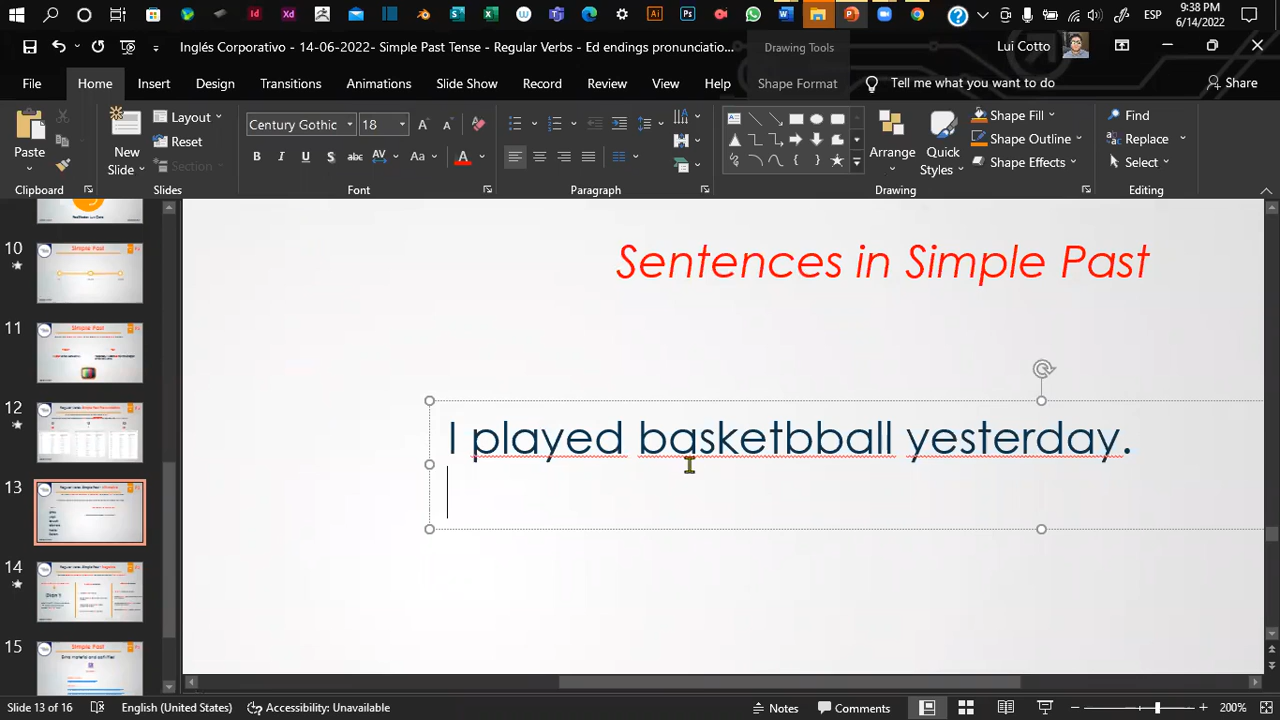 9:38 PM
ESP
6/14/2022
Inglés Corporativo - 14-06-2022- Simple Past Tense - Regular Verbs - Ed endings pronunciatio...
Drawing Tools
Lui Cotto
File
Home
Insert
Design
Transitions
Animations
Slide Show
Record
Review
View
Help
Shape Format
Tell me what you want to do
Share
Paste
New
Slide
Layout
Reset
Section
Century Gothic
18
Arrange
Quick
Styles
Shape Fill
Shape Outline
Shape Effects
Find
Replace
Select
Clipboard
Slides
Font
Paragraph
Drawing
Editing
10
Simple Past
11
Simple Past
12
13
14
Didn't
15
Simple Past
Sentences in Simple Past
I played basketbball yesterday.
Slide 13 of 16
English (United States)
Accessibility: Unavailable
Notes
Comments
200%